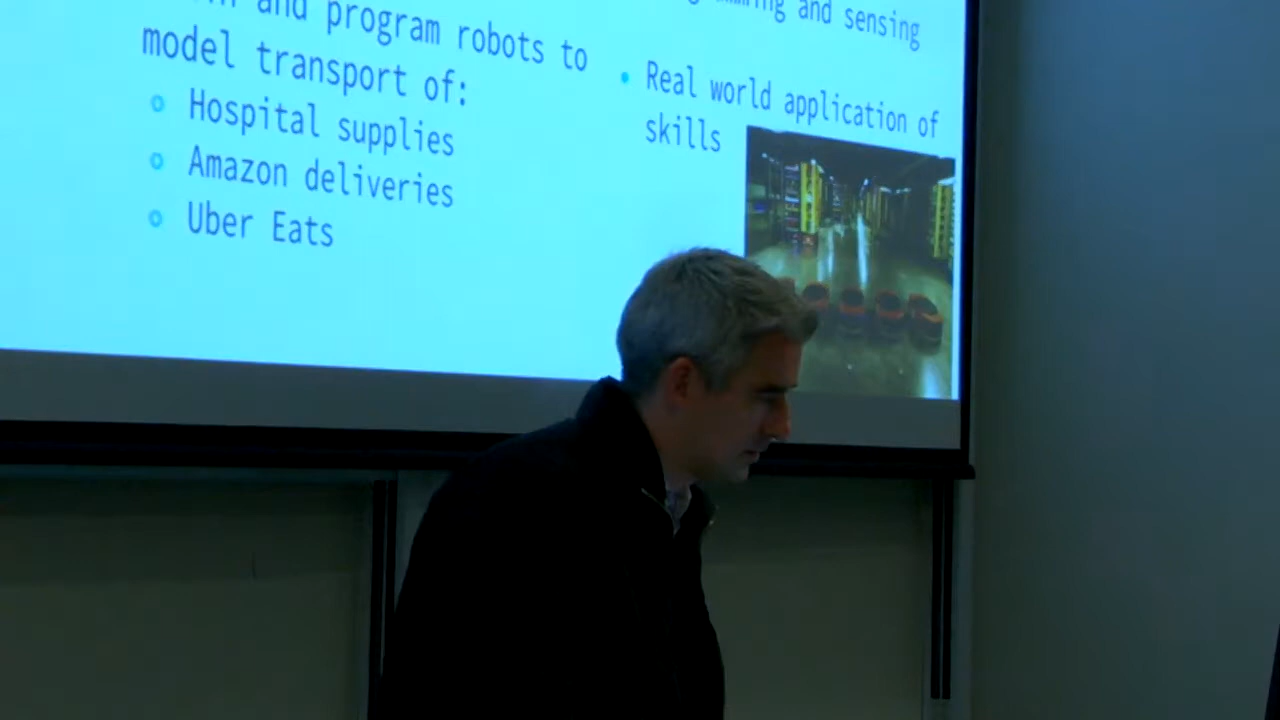 and program robots to
model transport of:
Hospital supplies
Amazon deliveries
Uber Eats
and sensing
Real world application of
skills